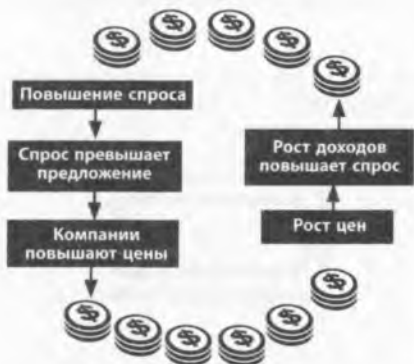 Повышение спроса
Спрос превышает
предложение
Компании
повышают цены
Рост доходов
повышает спрос
Рост цен